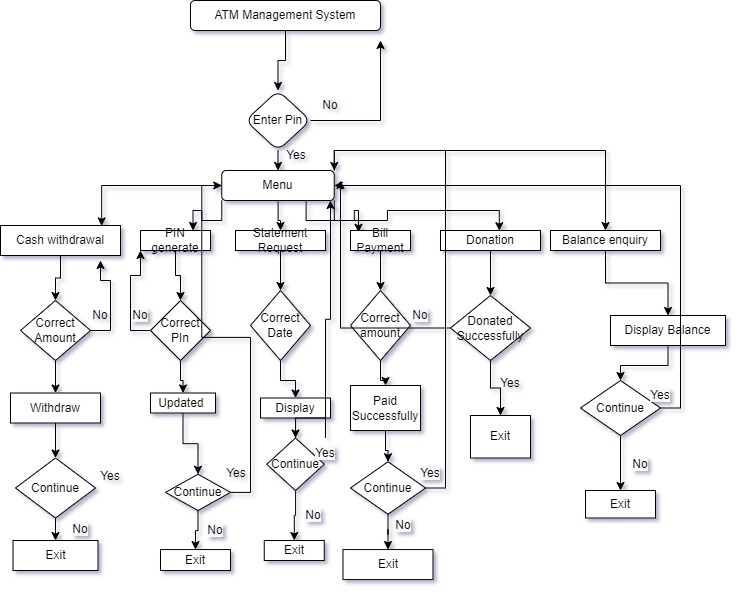 ATM Management System
Enter Pin
No
Yes
Menu
Cash withdrawal
PIN
generate
Statement
Request
Bill
Payment
Donation
Balance enquiry
Correct
Amount
No
No
Correct
PIn
Correct
Date
Correct
amount
No
Donated
Successfully
Display Balance
Withdraw
Updated
Display
Paid
Successfully
Yes
Exit
Continue
Yes
No
Exit
Continue
Yes
No
Exit
Continue
Yes
No
Exit
Continue
Yes
No
Exit
Continue
Yes
No
Exit